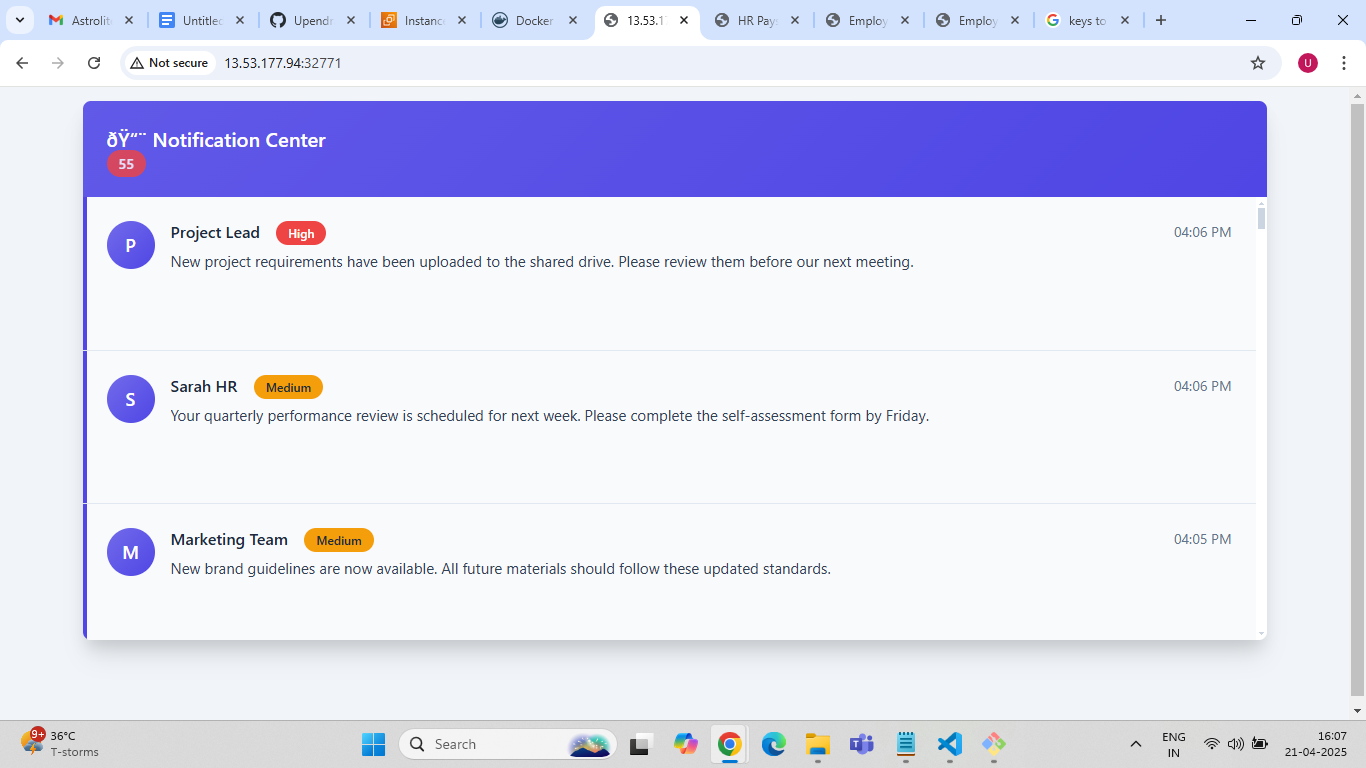 Astrolit
Untitled
Upendr
Instance
Docker
13.53.17
HR Pays
Employ
Employ
keys to
Not secure
13.53.177.94:32771
U
ðŸ“¨ Notification Center
55
P
Project Lead
High
04:06 PM
New project requirements have been uploaded to the shared drive. Please review them before our next meeting.
S
Sarah HR
Medium
04:06 PM
Your quarterly performance review is scheduled for next week. Please complete the self-assessment form by Friday.
M
Marketing Team
Medium
04:05 PM
New brand guidelines are now available. All future materials should follow these updated standards.
9+
36°C
T-storms
Search
ENG
IN
16:07
21-04-2025